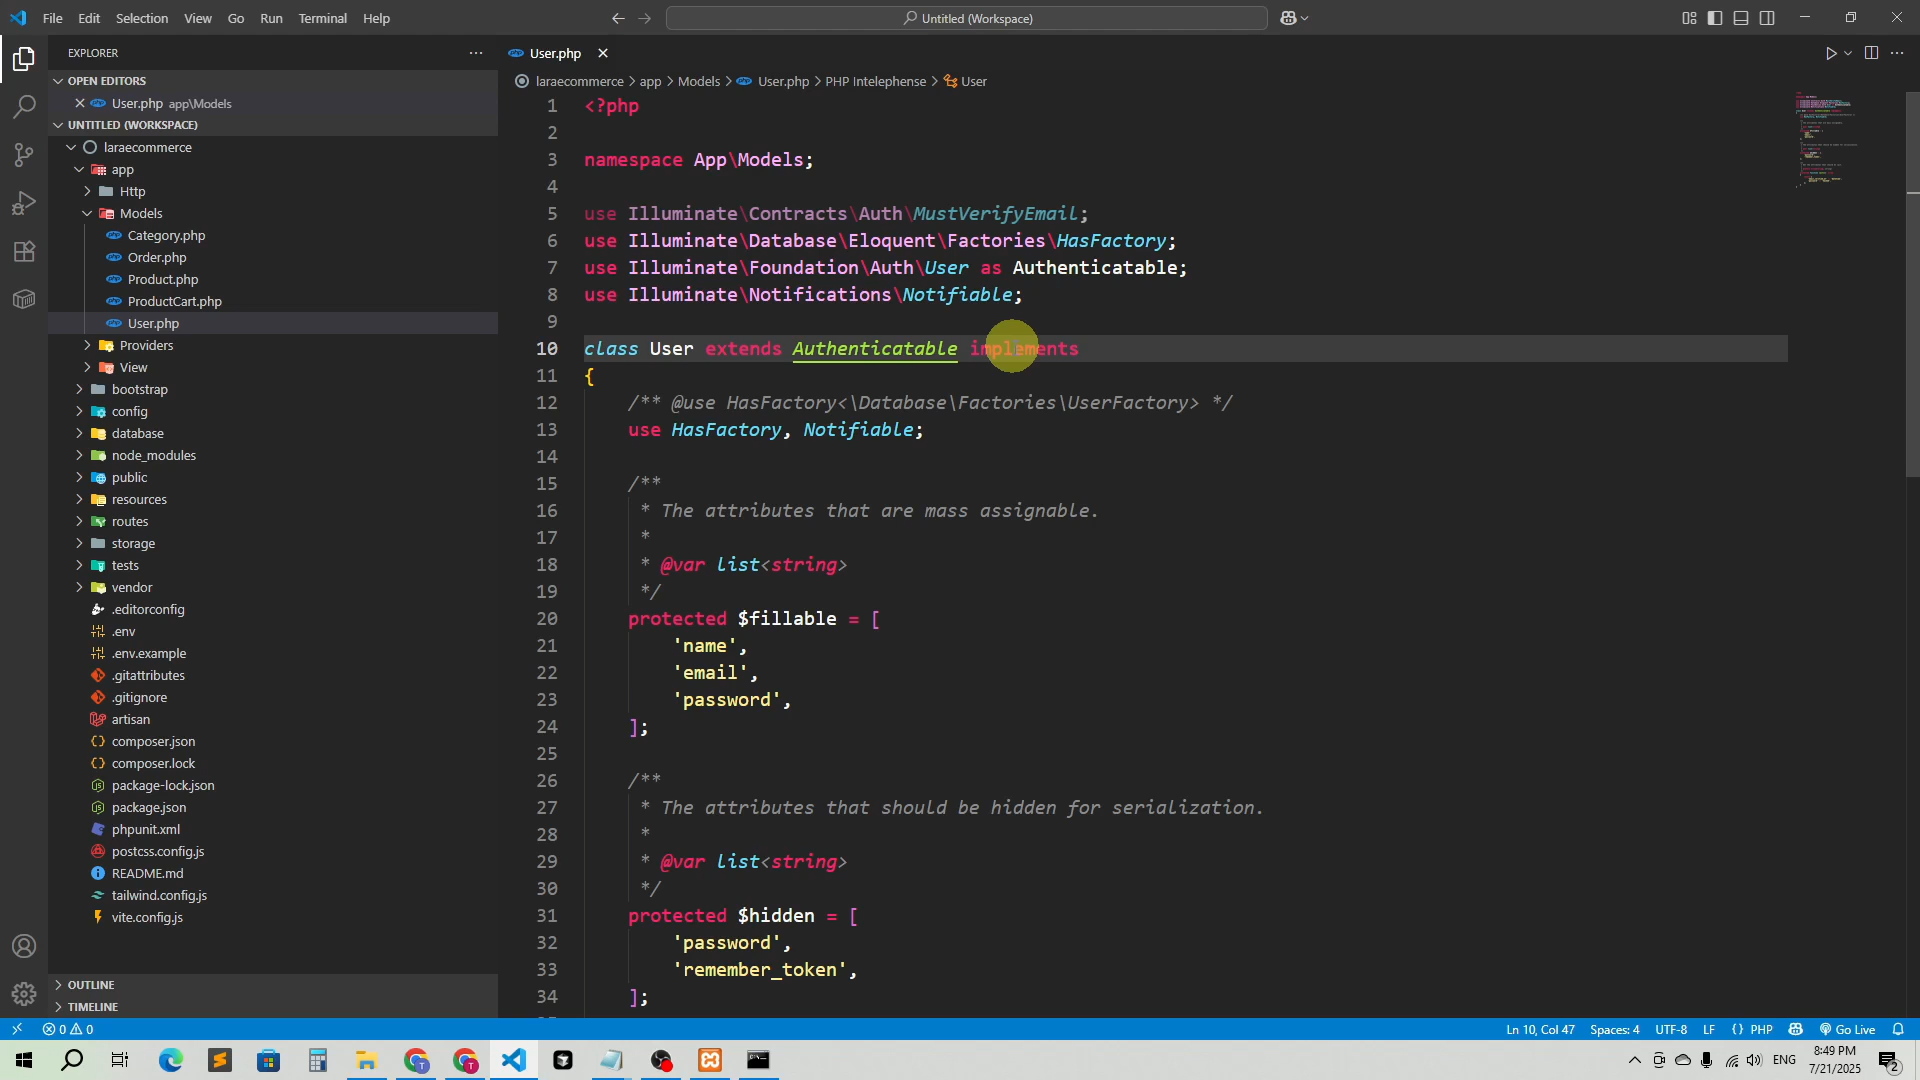 File Edit Selection View Go Run Terminal Help
Untitled (Workspace)
EXPLORER
OPEN EDITORS
User.php app\Models
UNTITLED (WORKSPACE)
laraecommerce
app
Http
Models
Category.php
Order.php
Product.php
ProductCart.php
User.php
Providers
View
bootstrap
config
database
node_modules
public
resources
routes
storage
tests
vendor
.editorconfig
.env
.env.example
.gitattributes
.gitignore
artisan
composer.json
composer.lock
package-lock.json
package.json
phpunit.xml
postcss.config.js
README.md
tailwind.config.js
vite.config.js
OUTLINE
TIMELINE
User.php
laraecommerce > app > Models > User.php > PHP Intelephense > User
1 <?php
2
3 namespace App\Models;
4
5 use Illuminate\Contracts\Auth\MustVerifyEmail;
6 use Illuminate\Database\Eloquent\Factories\HasFactory;
7 use Illuminate\Foundation\Auth\User as Authenticatable;
8 use Illuminate\Notifications\Notifiable;
9
10 class User extends Authenticatable implements
11 {
12 /** @use HasFactory<\Database\Factories\UserFactory> */
13 use HasFactory, Notifiable;
14
15 /**
16 * The attributes that are mass assignable.
17 *
18 * @var list<string>
19 */
20 protected $fillable = [
21 'name',
22 'email',
23 'password',
24 ];
25
26 /**
27 * The attributes that should be hidden for serialization.
28 *
29 * @var list<string>
30 */
31 protected $hidden = [
32 'password',
33 'remember_token',
34 ];
0 0
Ln 10, Col 47 Spaces: 4 UTF-8 LF {} PHP Go Live
ENG
8:49 PM
7/21/2025
2